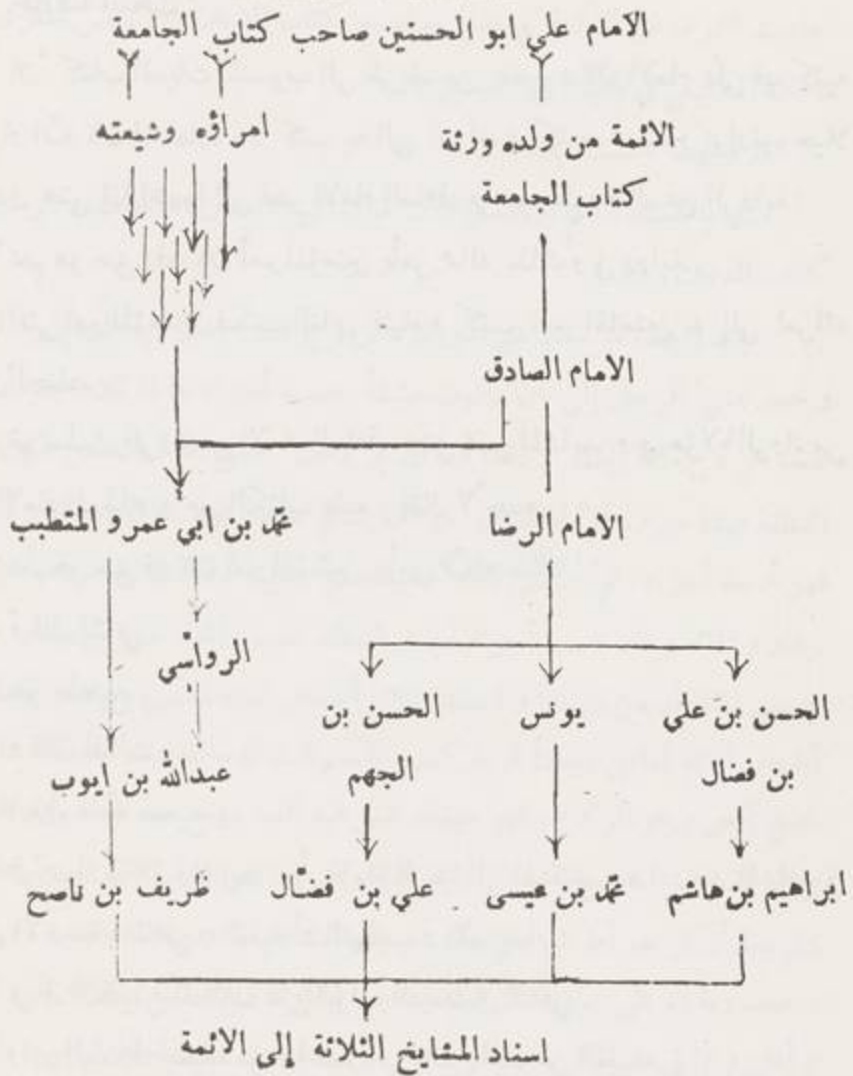 الامام علي ابو الحسنين صاحب كتاب الجامعة
الائمة من ولده ورثة
كتاب الجامعة
امراؤه وشيعته
الامام الصادق
الامام الرضا
محمد بن ابي عمرو المتطبب
الرواسي
الحسن بن علي
بن فضال
يونس
الحسن بن
الجهم
عبدالله بن ايوب
ابراهيم بن هاشم
محمد بن عيسى
علي بن فضّال
ظريف بن ناصح
اسناد المشايخ الثلاثة إلى الائمة